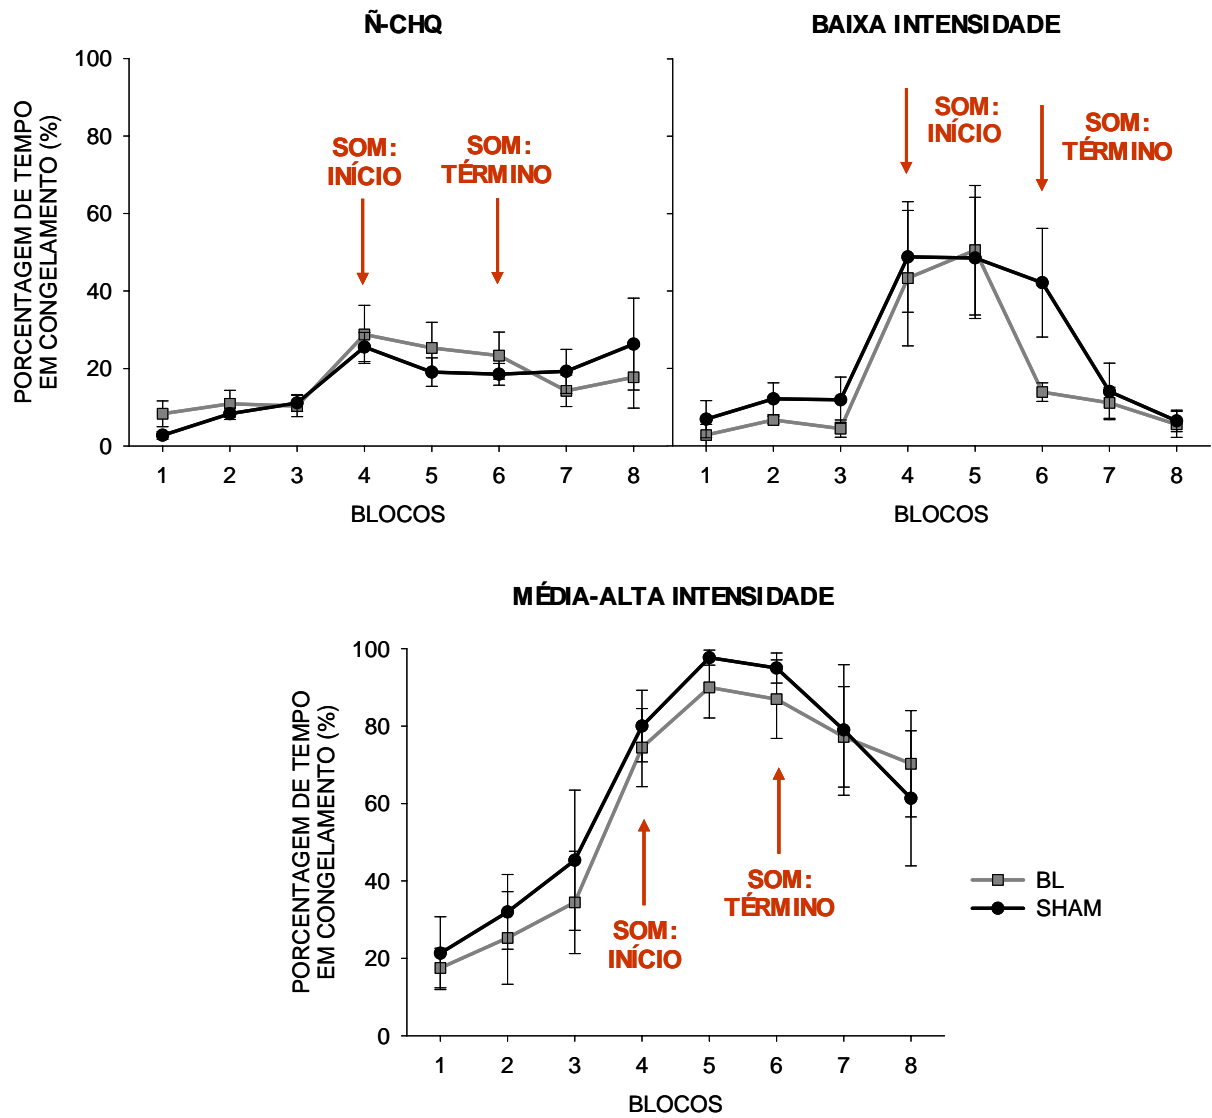 Ñ-CHQ
BAIXA INTENSIDADE
PORCENTAGEM DE TEMPO
EM CONGELAMENTO (%)
100
80
60
40
20
0
SOM:
INÍCIO
SOM:
TÉRMINO
SOM:
INÍCIO
SOM:
TÉRMINO
1 2 3 4 5 6 7 8
1 2 3 4 5 6 7 8
BLOCOS
BLOCOS
MÉDIA-ALTA INTENSIDADE
PORCENTAGEM DE TEMPO
EM CONGELAMENTO (%)
100
80
60
40
20
0
SOM:
INÍCIO
SOM:
TÉRMINO
BL
SHAM
1 2 3 4 5 6 7 8
BLOCOS